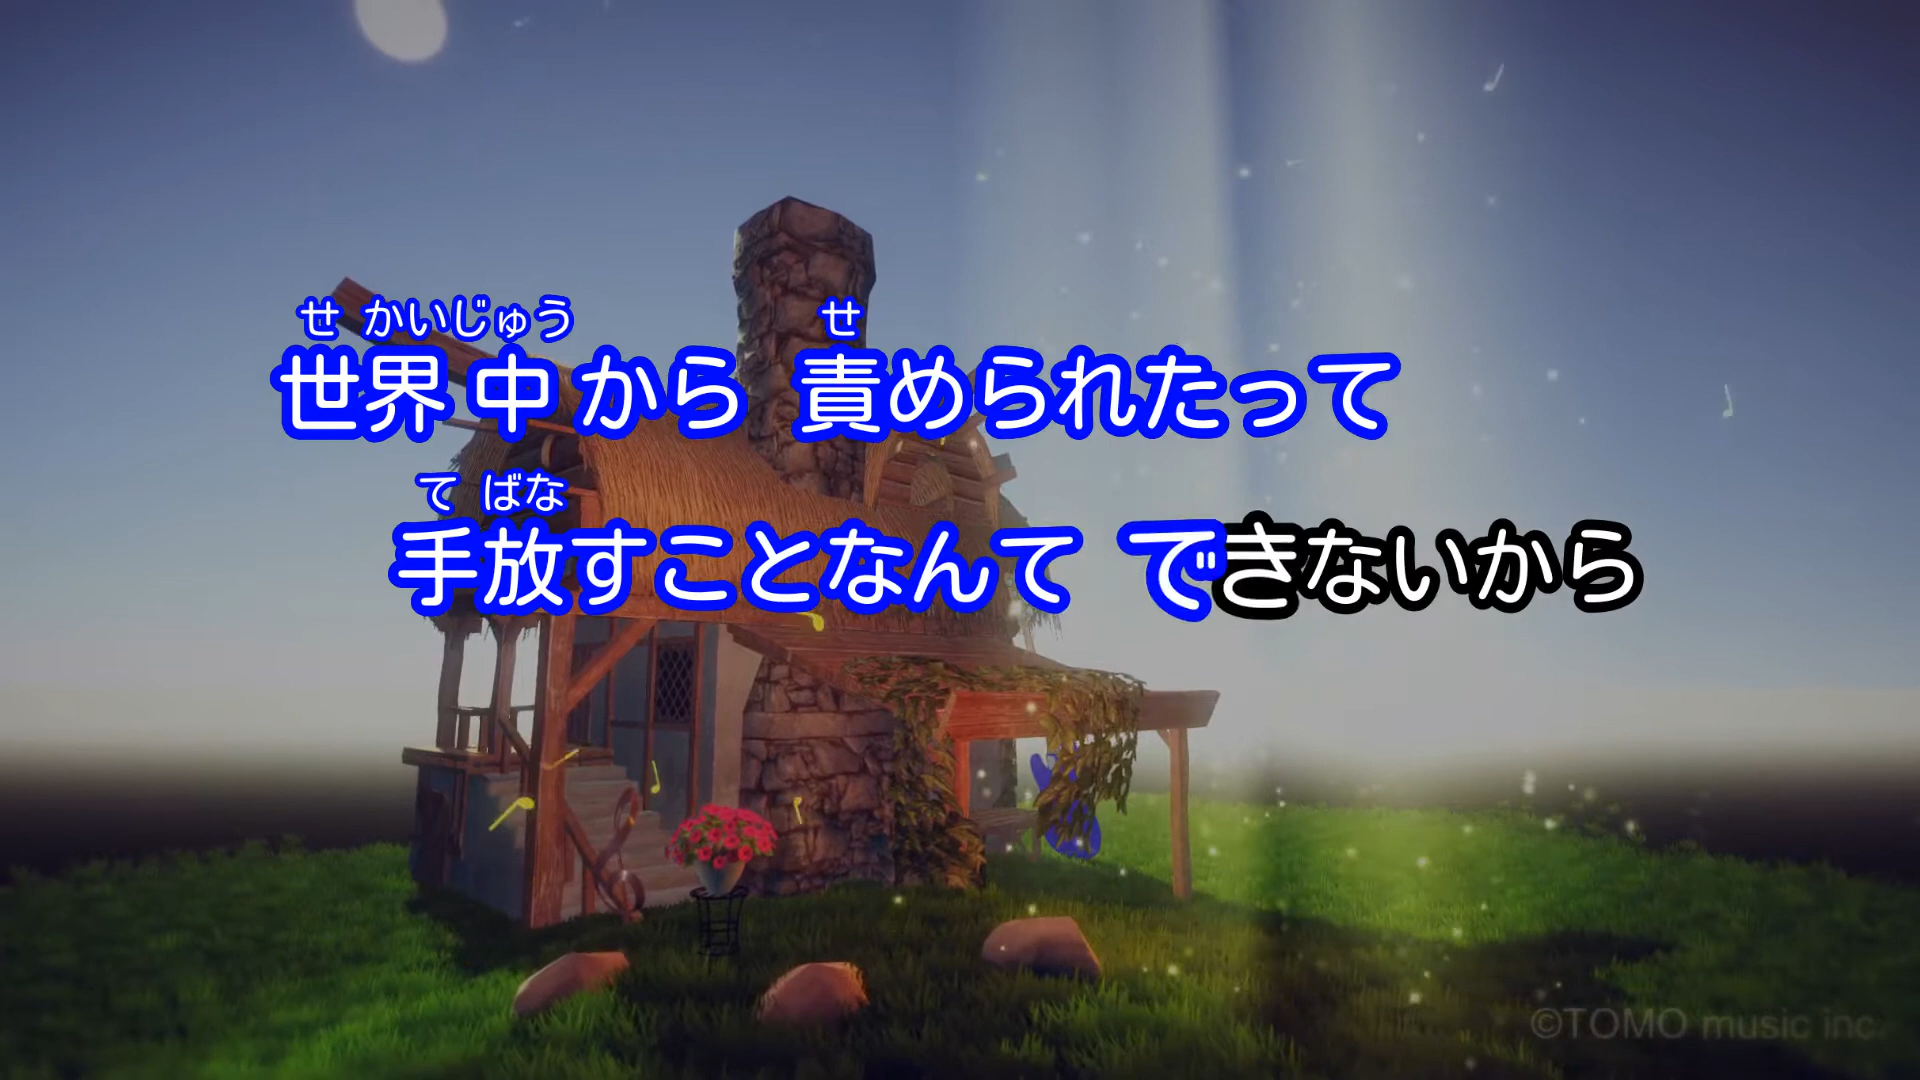 せ かいじゅう せ
世界中から 責められたって
て ばな
手放すことなんて できないから
©TOMO music inc